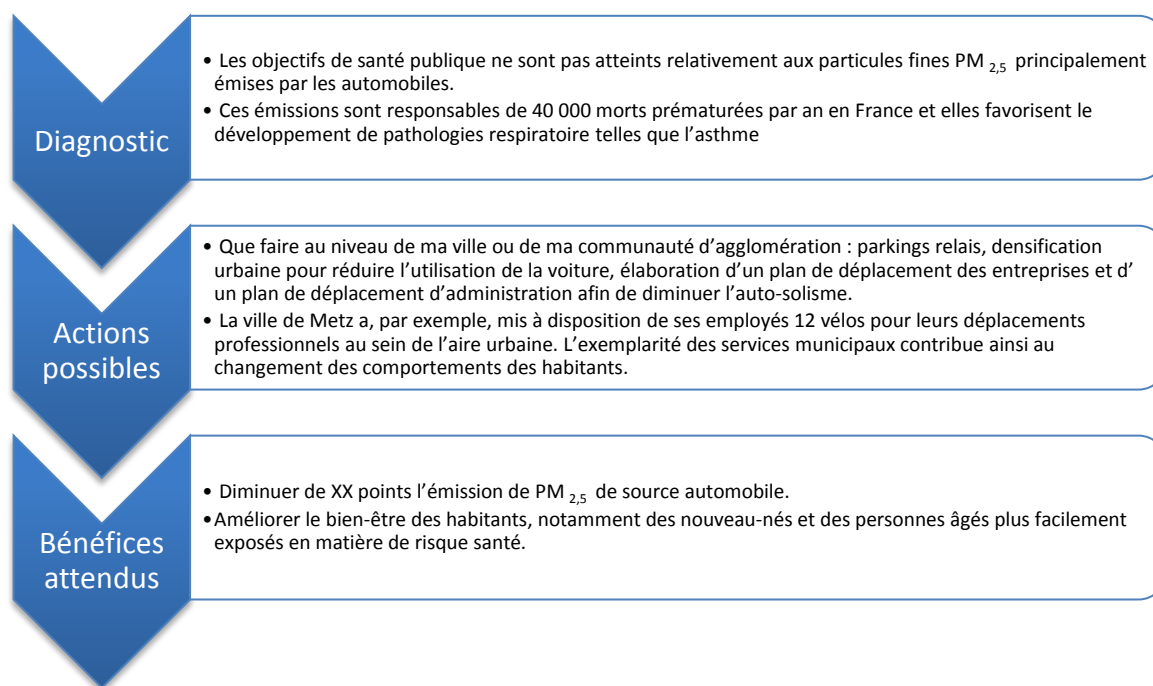 Diagnostic
• Les objectifs de santé publique ne sont pas atteints relativement aux particules fines PM 2,5 principalement
émises par les automobiles.
• Ces émissions sont responsables de 40 000 morts prématurées par an en France et elles favorisent le
développement de pathologies respiratoire telles que l’asthme
Actions
possibles
• Que faire au niveau de ma ville ou de ma communauté d’agglomération : parkings relais, densification
urbaine pour réduire l’utilisation de la voiture, élaboration d’un plan de déplacement des entreprises et d’
un plan de déplacement d’administration afin de diminuer l’auto-solisme.
• La ville de Metz a, par exemple, mis à disposition de ses employés 12 vélos pour leurs déplacements
professionnels au sein de l’aire urbaine. L’exemplarité des services municipaux contribue ainsi au
changement des comportements des habitants.
Bénéfices
attendus
• Diminuer de XX points l’émission de PM 2,5 de source automobile.
•Améliorer le bien-être des habitants, notamment des nouveau-nés et des personnes âgés plus facilement
exposés en matière de risque santé.